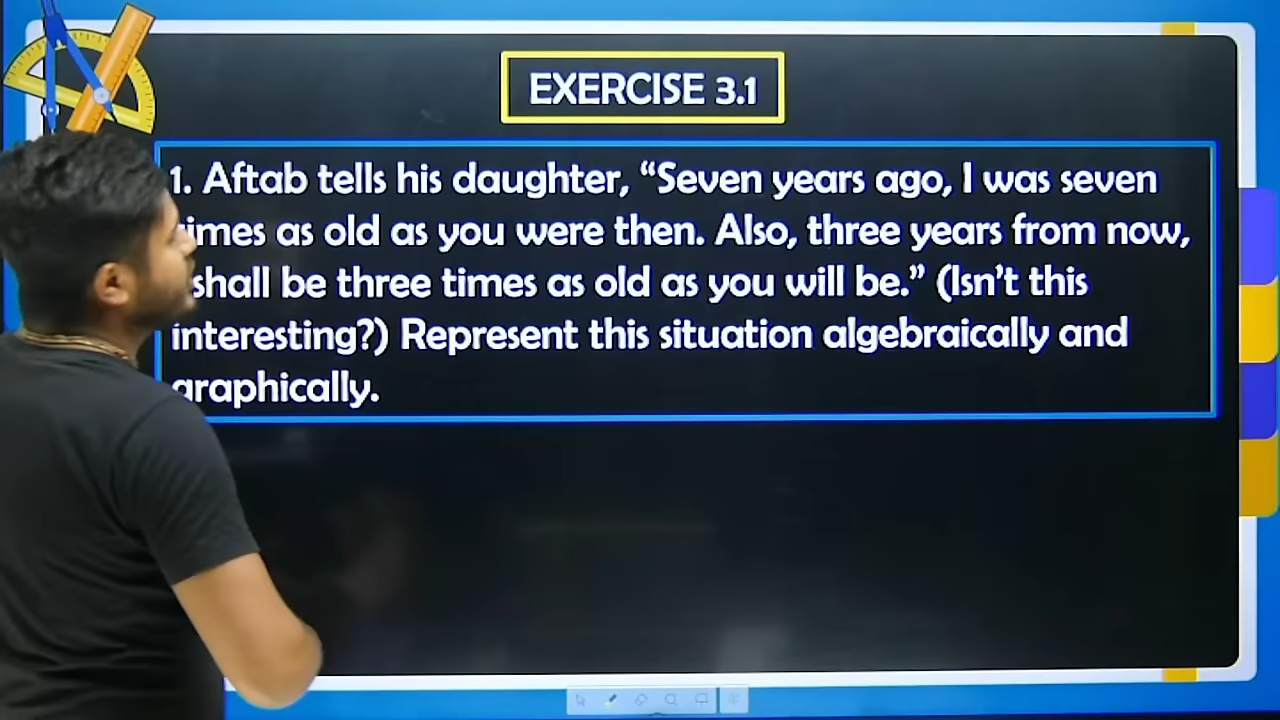 EXERCISE 3.1
1. Aftab tells his daughter, “Seven years ago, I was seven
times as old as you were then. Also, three years from now,
shall be three times as old as you will be.” (Isn’t this
interesting?) Represent this situation algebraically and
graphically.